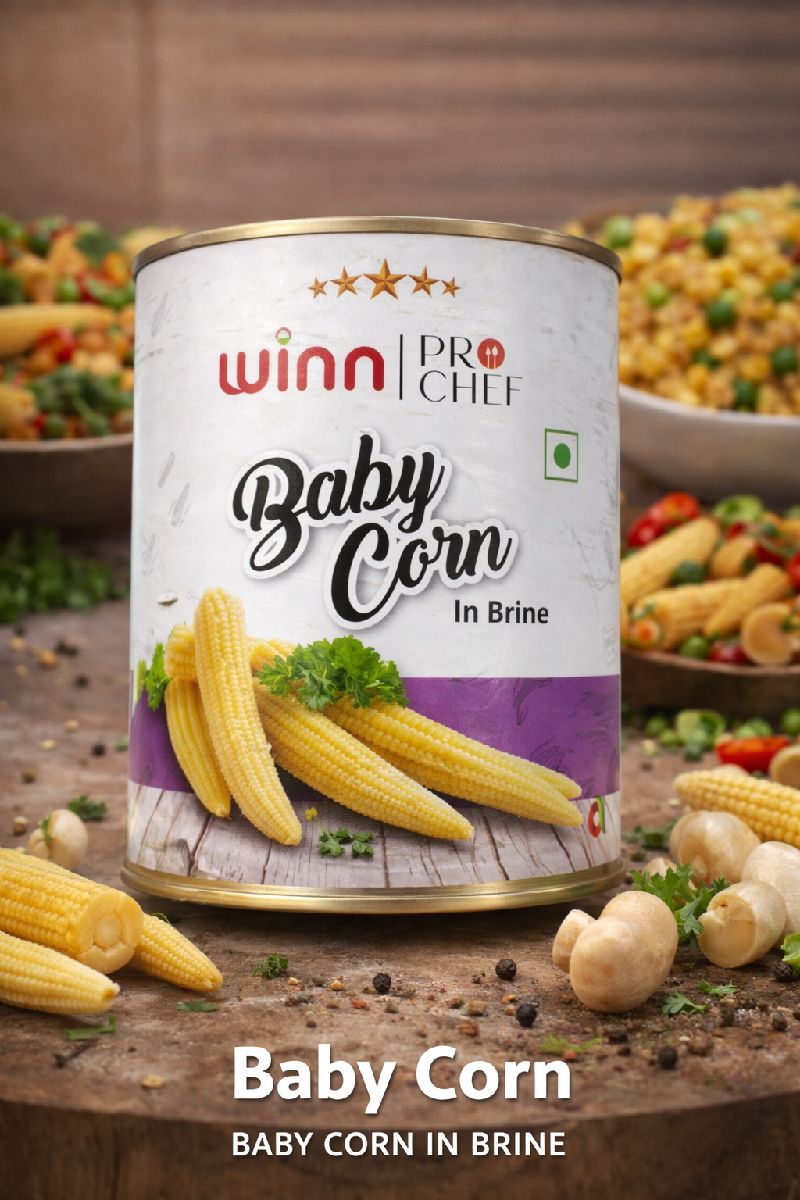 winn | PRO
CHEF
Baby
Corn
In Brine
Baby Corn
BABY CORN IN BRINE